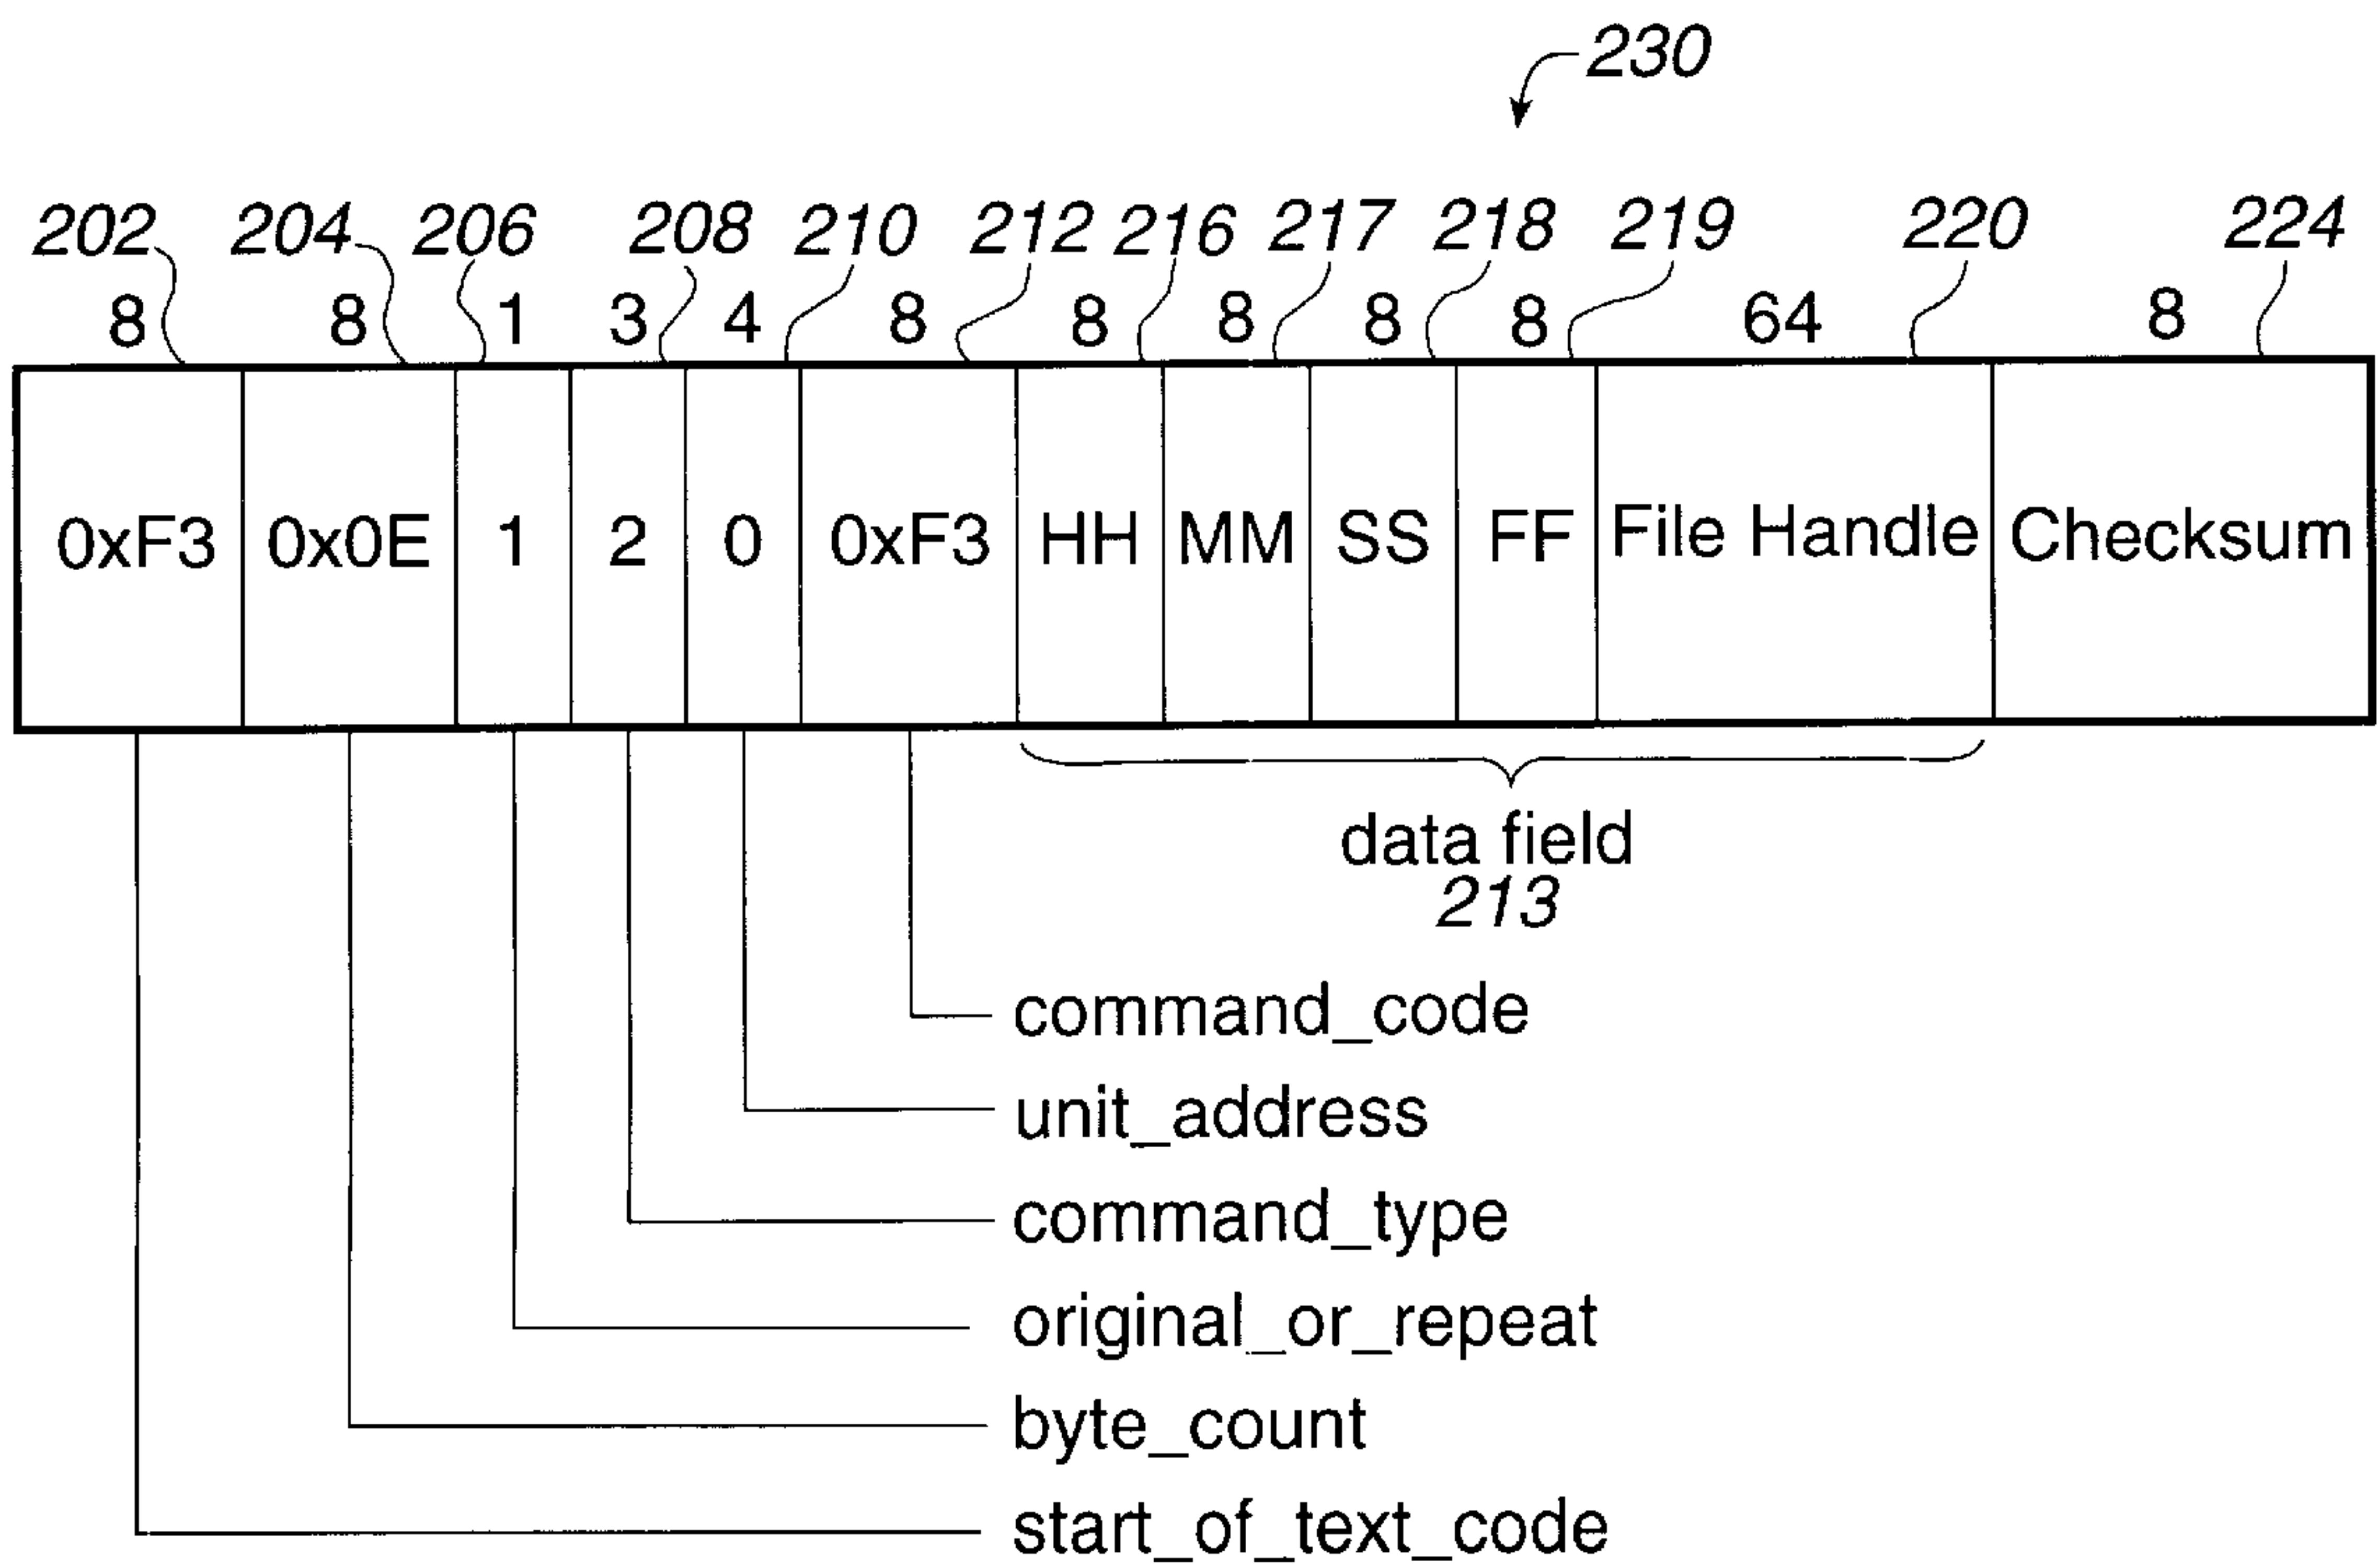 230
202 204 206 208 210 212 216 217 218 219 220 224
8 8 1 3 4 8 8 8 8 8 64 8
0xF3 0x0E 1 2 0 0xF3 HH MM SS FF File Handle Checksum
data field
213
command_code
unit_address
command_type
original_or_repeat
byte_count
start_of_text_code